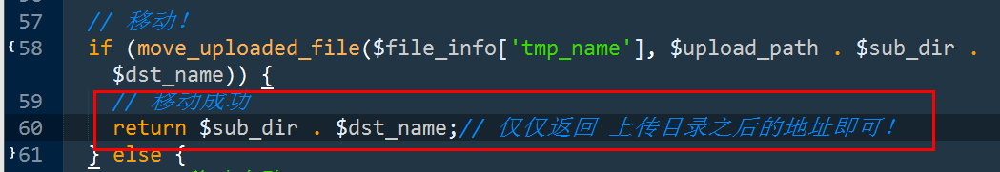 57 // 移动!
58 if (move_uploaded_file($file_info['tmp_name'], $upload_path . $sub_dir .
$dst_name)) {
59 // 移动成功
60 return $sub_dir . $dst_name;// 仅仅返回 上传目录之后的地址即可!
61 } else {